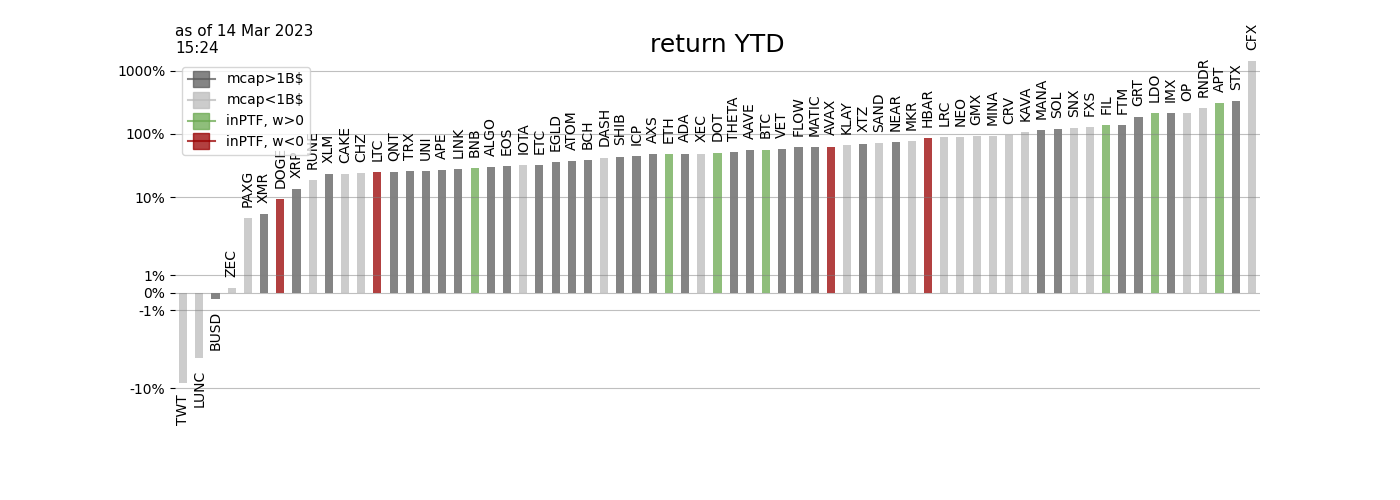 as of 14 Mar 2023
15:24
return YTD
1000%
100%
10%
1%
0%
-1%
-10%
mcap>1B$
mcap<1B$
inPTF, w>0
inPTF, w<0
TWT
LUNC
BUSD
ZEC
PAXG
XMR
DOGE
XRP
RUNE
XLM
CAKE
CHZ
LTC
QNT
TRX
UNI
APE
LINK
BNB
ALGO
EOS
IOTA
ETC
EGLD
ATOM
BCH
DASH
SHIB
ICP
AXS
ETH
ADA
XEC
DOT
THETA
AAVE
BTC
VET
FLOW
MATIC
AVAX
KLAY
XTZ
SAND
NEAR
MKR
HBAR
LRC
NEO
GMX
MINA
CRV
KAVA
MANA
SOL
SNX
FXS
FIL
FTM
GRT
LDO
IMX
OP
RNDR
APT
STX
CFX